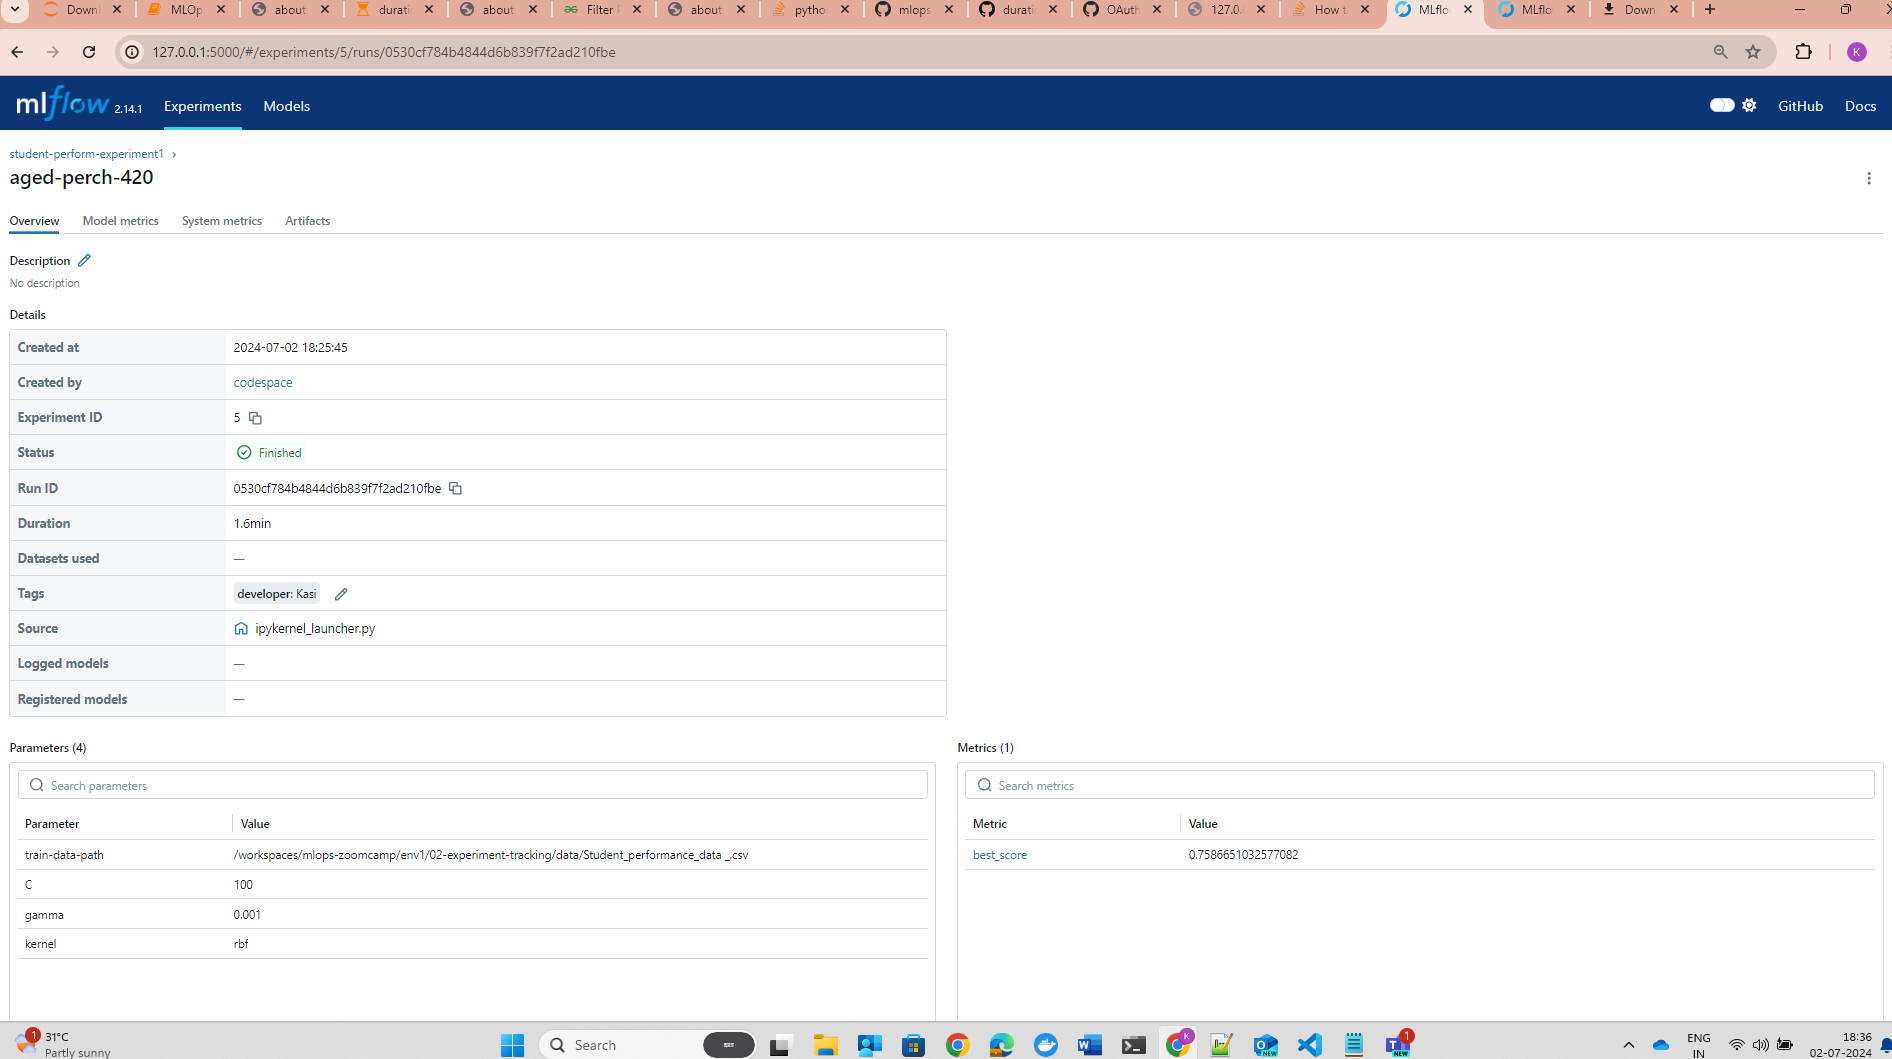 Downl
MLOp
about
durati
about
Filter P
about
python
mlops
durati
OAuth
127.0.
How t
MLflo
MLflo
Down
127.0.0.1:5000/#/experiments/5/runs/0530cf784b4844d6b839f7f2ad210fbe
K
mlflow 2.14.1 Experiments Models GitHub Docs
student-perform-experiment1 ›
aged-perch-420
Overview Model metrics System metrics Artifacts
Description
No description
Details
Created at 2024-07-02 18:25:45
Created by codespace
Experiment ID 5
Status Finished
Run ID 0530cf784b4844d6b839f7f2ad210fbe
Duration 1.6min
Datasets used —
Tags developer: Kasi
Source ipykernel_launcher.py
Logged models —
Registered models —
Parameters (4)
Search parameters
Parameter Value
train-data-path /workspaces/mlops-zoomcamp/env1/02-experiment-tracking/data/Student_performance_data _.csv
C 100
gamma 0.001
kernel rbf
Metrics (1)
Search metrics
Metric Value
best_score 0.7586651032577082
1
31°C
Partly sunny
Search
K
NEW
NEW
1
ENG
IN
18:36
02-07-2024